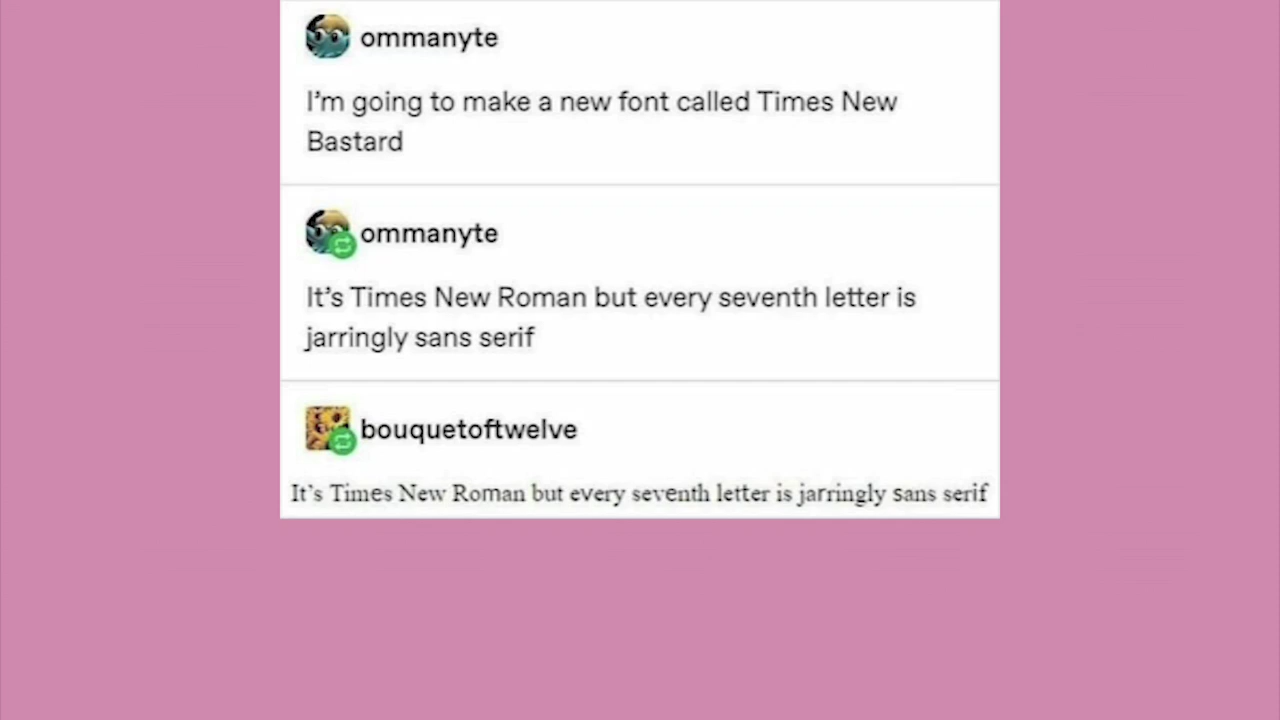 ommanyte
I'm going to make a new font called Times New
Bastard
ommanyte
It's Times New Roman but every seventh letter is
jarringly sans serif
bouquetoftwelve
It's Times New Roman but every seventh letter is jarringly sans serif